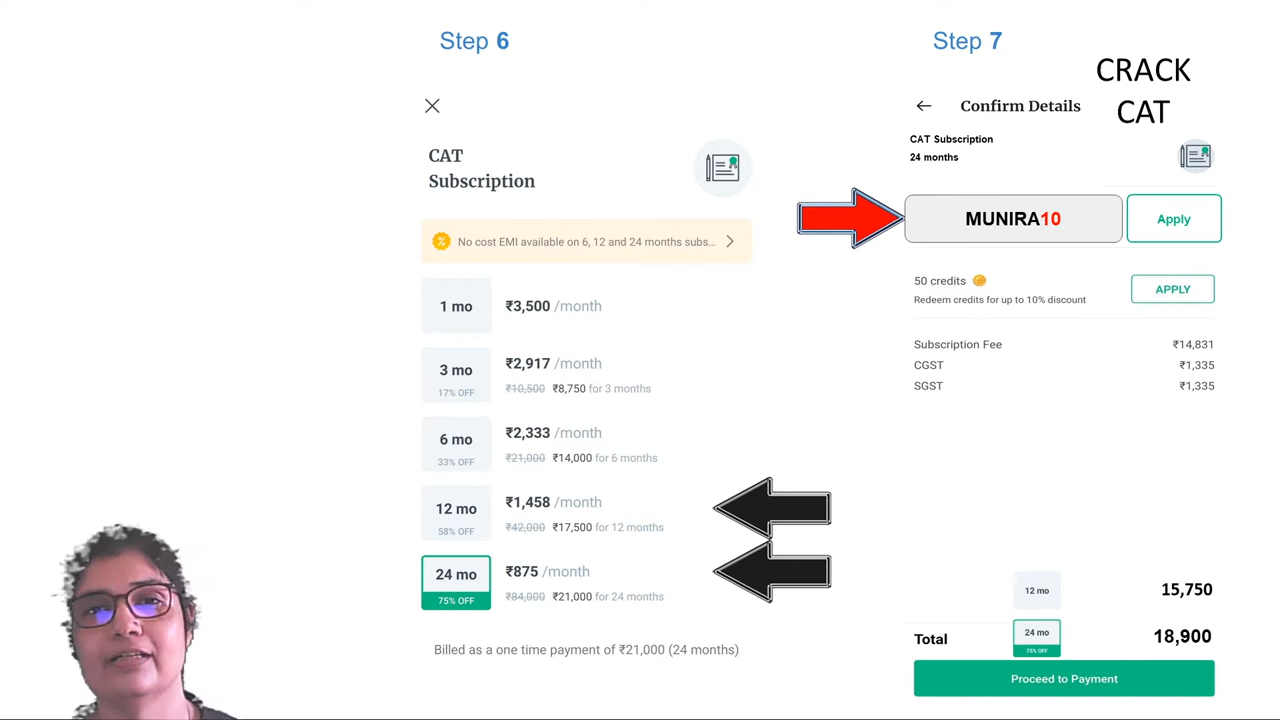 Step 6
CAT
Subscription
No cost EMI available on 6, 12 and 24 months subs...
1 mo
₹3,500 /month
3 mo
17% OFF
₹2,917 /month
₹10,500 ₹8,750 for 3 months
6 mo
33% OFF
₹2,333 /month
₹21,000 ₹14,000 for 6 months
12 mo
58% OFF
₹1,458 /month
₹42,000 ₹17,500 for 12 months
24 mo
75% OFF
₹875 /month
₹84,000 ₹21,000 for 24 months
Billed as a one time payment of ₹21,000 (24 months)
Step 7
CRACK
CAT
Confirm Details
CAT Subscription
24 months
MUNIRA10
Apply
50 credits
Redeem credits for up to 10% discount
APPLY
Subscription Fee ₹14,831
CGST ₹1,335
SGST ₹1,335
12 mo 15,750
Total 24 mo 18,900
75% OFF
Proceed to Payment